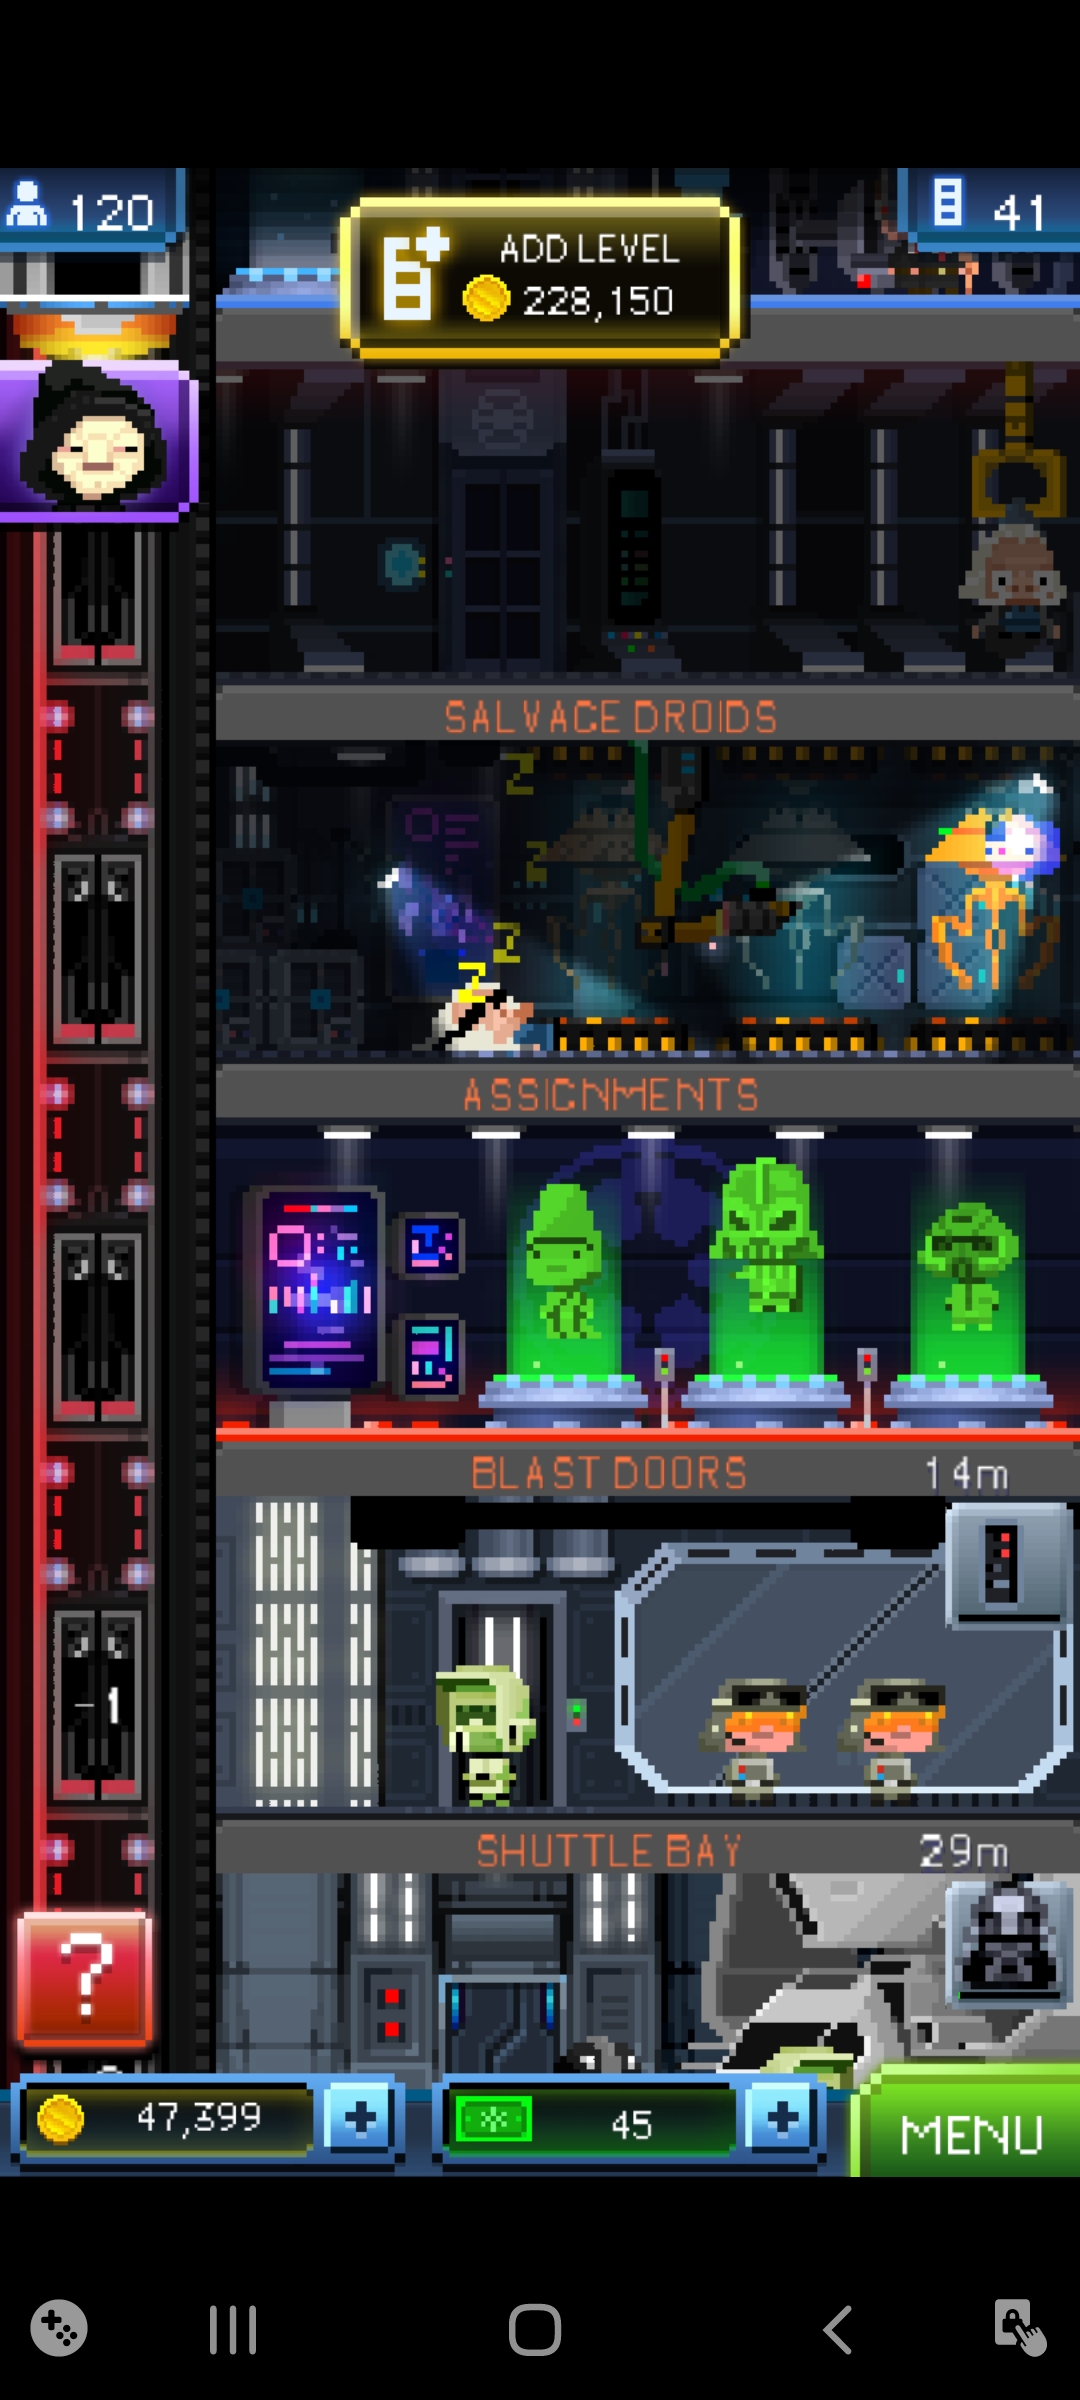 120
ADD LEVEL
228,150
41
SALVAGE DROIDS
Z
Z
Z
Z
ASSIGNMENTS
BLAST DOORS 14m
-1
SHUTTLE BAY 29m
?
47,399
45
MENU